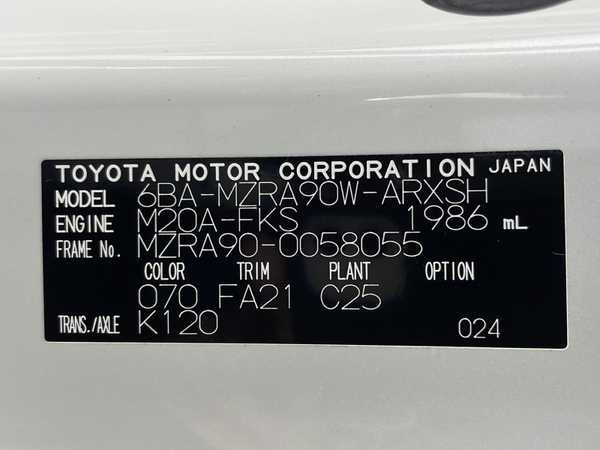 TOYOTA MOTOR CORPORATION JAPAN
MODEL 6BA-MZRA90W-ARXSH
ENGINE M20A-FKS 1986 mL
FRAME No. MZRA90-0058055
COLOR TRIM PLANT OPTION
070 FA21 C25
TRANS./AXLE K120 024